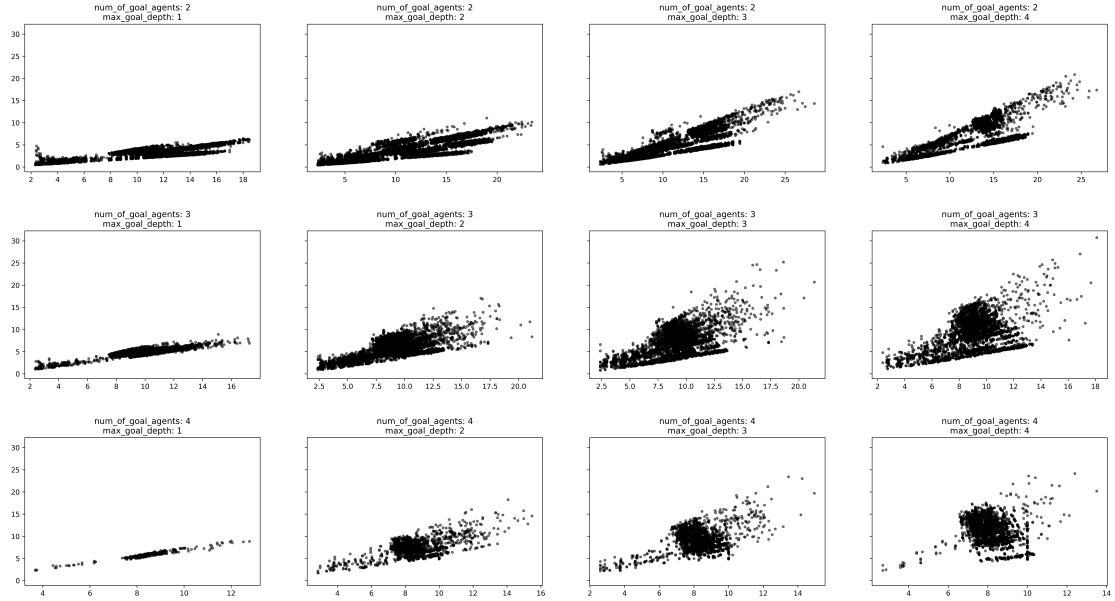 num_of_goal_agents: 2
max_goal_depth: 1
num_of_goal_agents: 2
max_goal_depth: 2
num_of_goal_agents: 2
max_goal_depth: 3
num_of_goal_agents: 2
max_goal_depth: 4
30
25
20
15
10
5
0
2 4 6 8 10 12 14 16 18
5 10 15 20
5 10 15 20 25
5 10 15 20 25
num_of_goal_agents: 3
max_goal_depth: 1
num_of_goal_agents: 3
max_goal_depth: 2
num_of_goal_agents: 3
max_goal_depth: 3
num_of_goal_agents: 3
max_goal_depth: 4
30
25
20
15
10
5
0
2 4 6 8 10 12 14 16
2.5 5.0 7.5 10.0 12.5 15.0 17.5 20.0
2.5 5.0 7.5 10.0 12.5 15.0 17.5 20.0
2 4 6 8 10 12 14 16 18
num_of_goal_agents: 4
max_goal_depth: 1
num_of_goal_agents: 4
max_goal_depth: 2
num_of_goal_agents: 4
max_goal_depth: 3
num_of_goal_agents: 4
max_goal_depth: 4
30
25
20
15
10
5
0
4 6 8 10 12
4 6 8 10 12 14 16
2 4 6 8 10 12 14
4 6 8 10 12 14